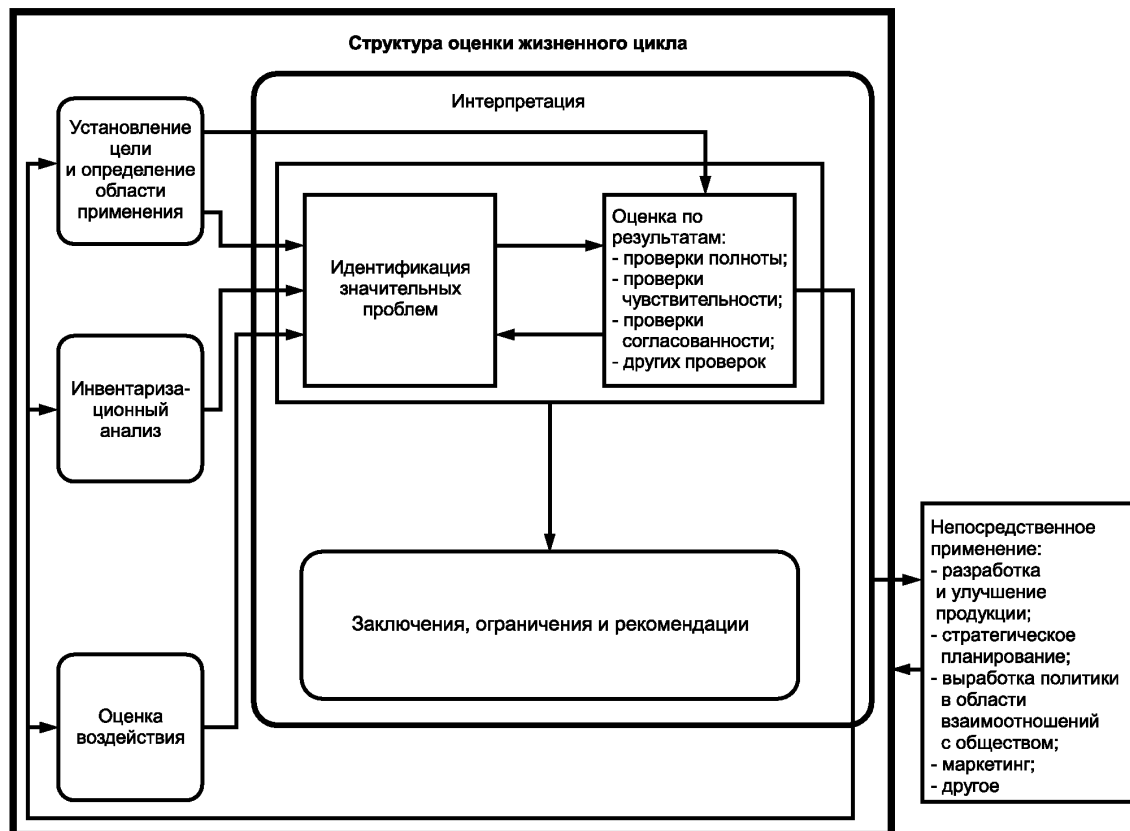 Структура оценки жизненного цикла
Интерпретация
Установление
цели
и определение
области
применения
Идентификация
значительных
проблем
Оценка по
результатам:
- проверки полноты;
- проверки
чувствительности;
- проверки
согласованности;
- других проверок
Инвентариза-
ционный
анализ
Заключения, ограничения и рекомендации
Оценка
воздействия
Непосредственное
применение:
- разработка
и улучшение
продукции;
- стратегическое
планирование;
- выработка политики
в области
взаимоотношений
с обществом;
- маркетинг;
- другое